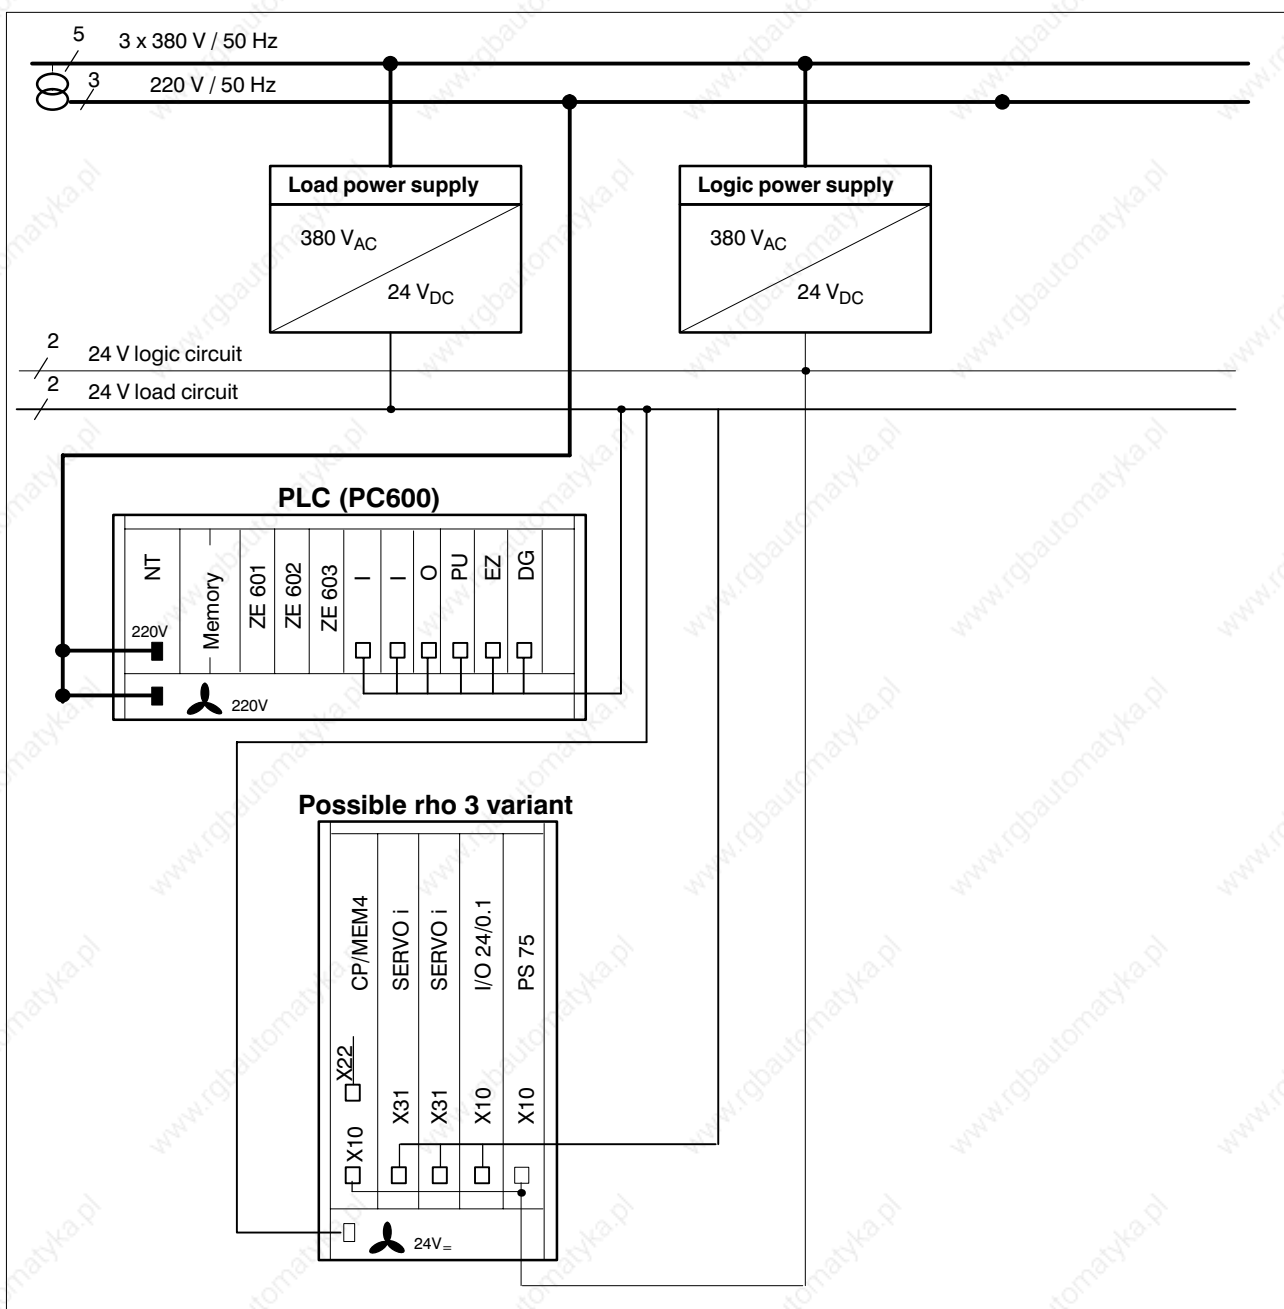 5
3 x 380 V / 50 Hz
3
220 V / 50 Hz
Load power supply
Logic power supply
380 VAC
24 VDC
380 VAC
24 VDC
2
24 V logic circuit
2
24 V load circuit
PLC (PC600)
NT
Memory
ZE 601
ZE 602
ZE 603
I
I
O
PU
EZ
DG
220V
220V
Possible rho 3 variant
CP/MEM4
SERVO i
SERVO i
I/O 24/0.1
PS 75
X22
X10
X31
X31
X10
X10
24V=
www.rgbautomatyka.pl